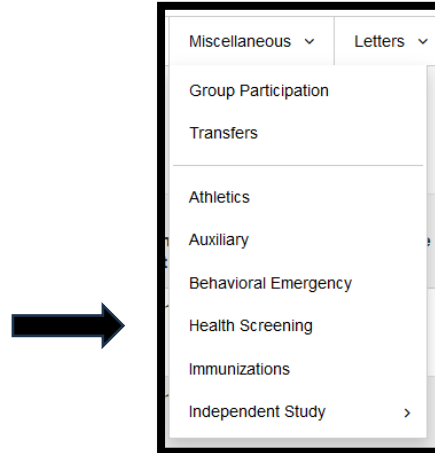 Miscellaneous Letters
Group Participation
Transfers
Athletics
Auxiliary
Behavioral Emergency
Health Screening
Immunizations
Independent Study